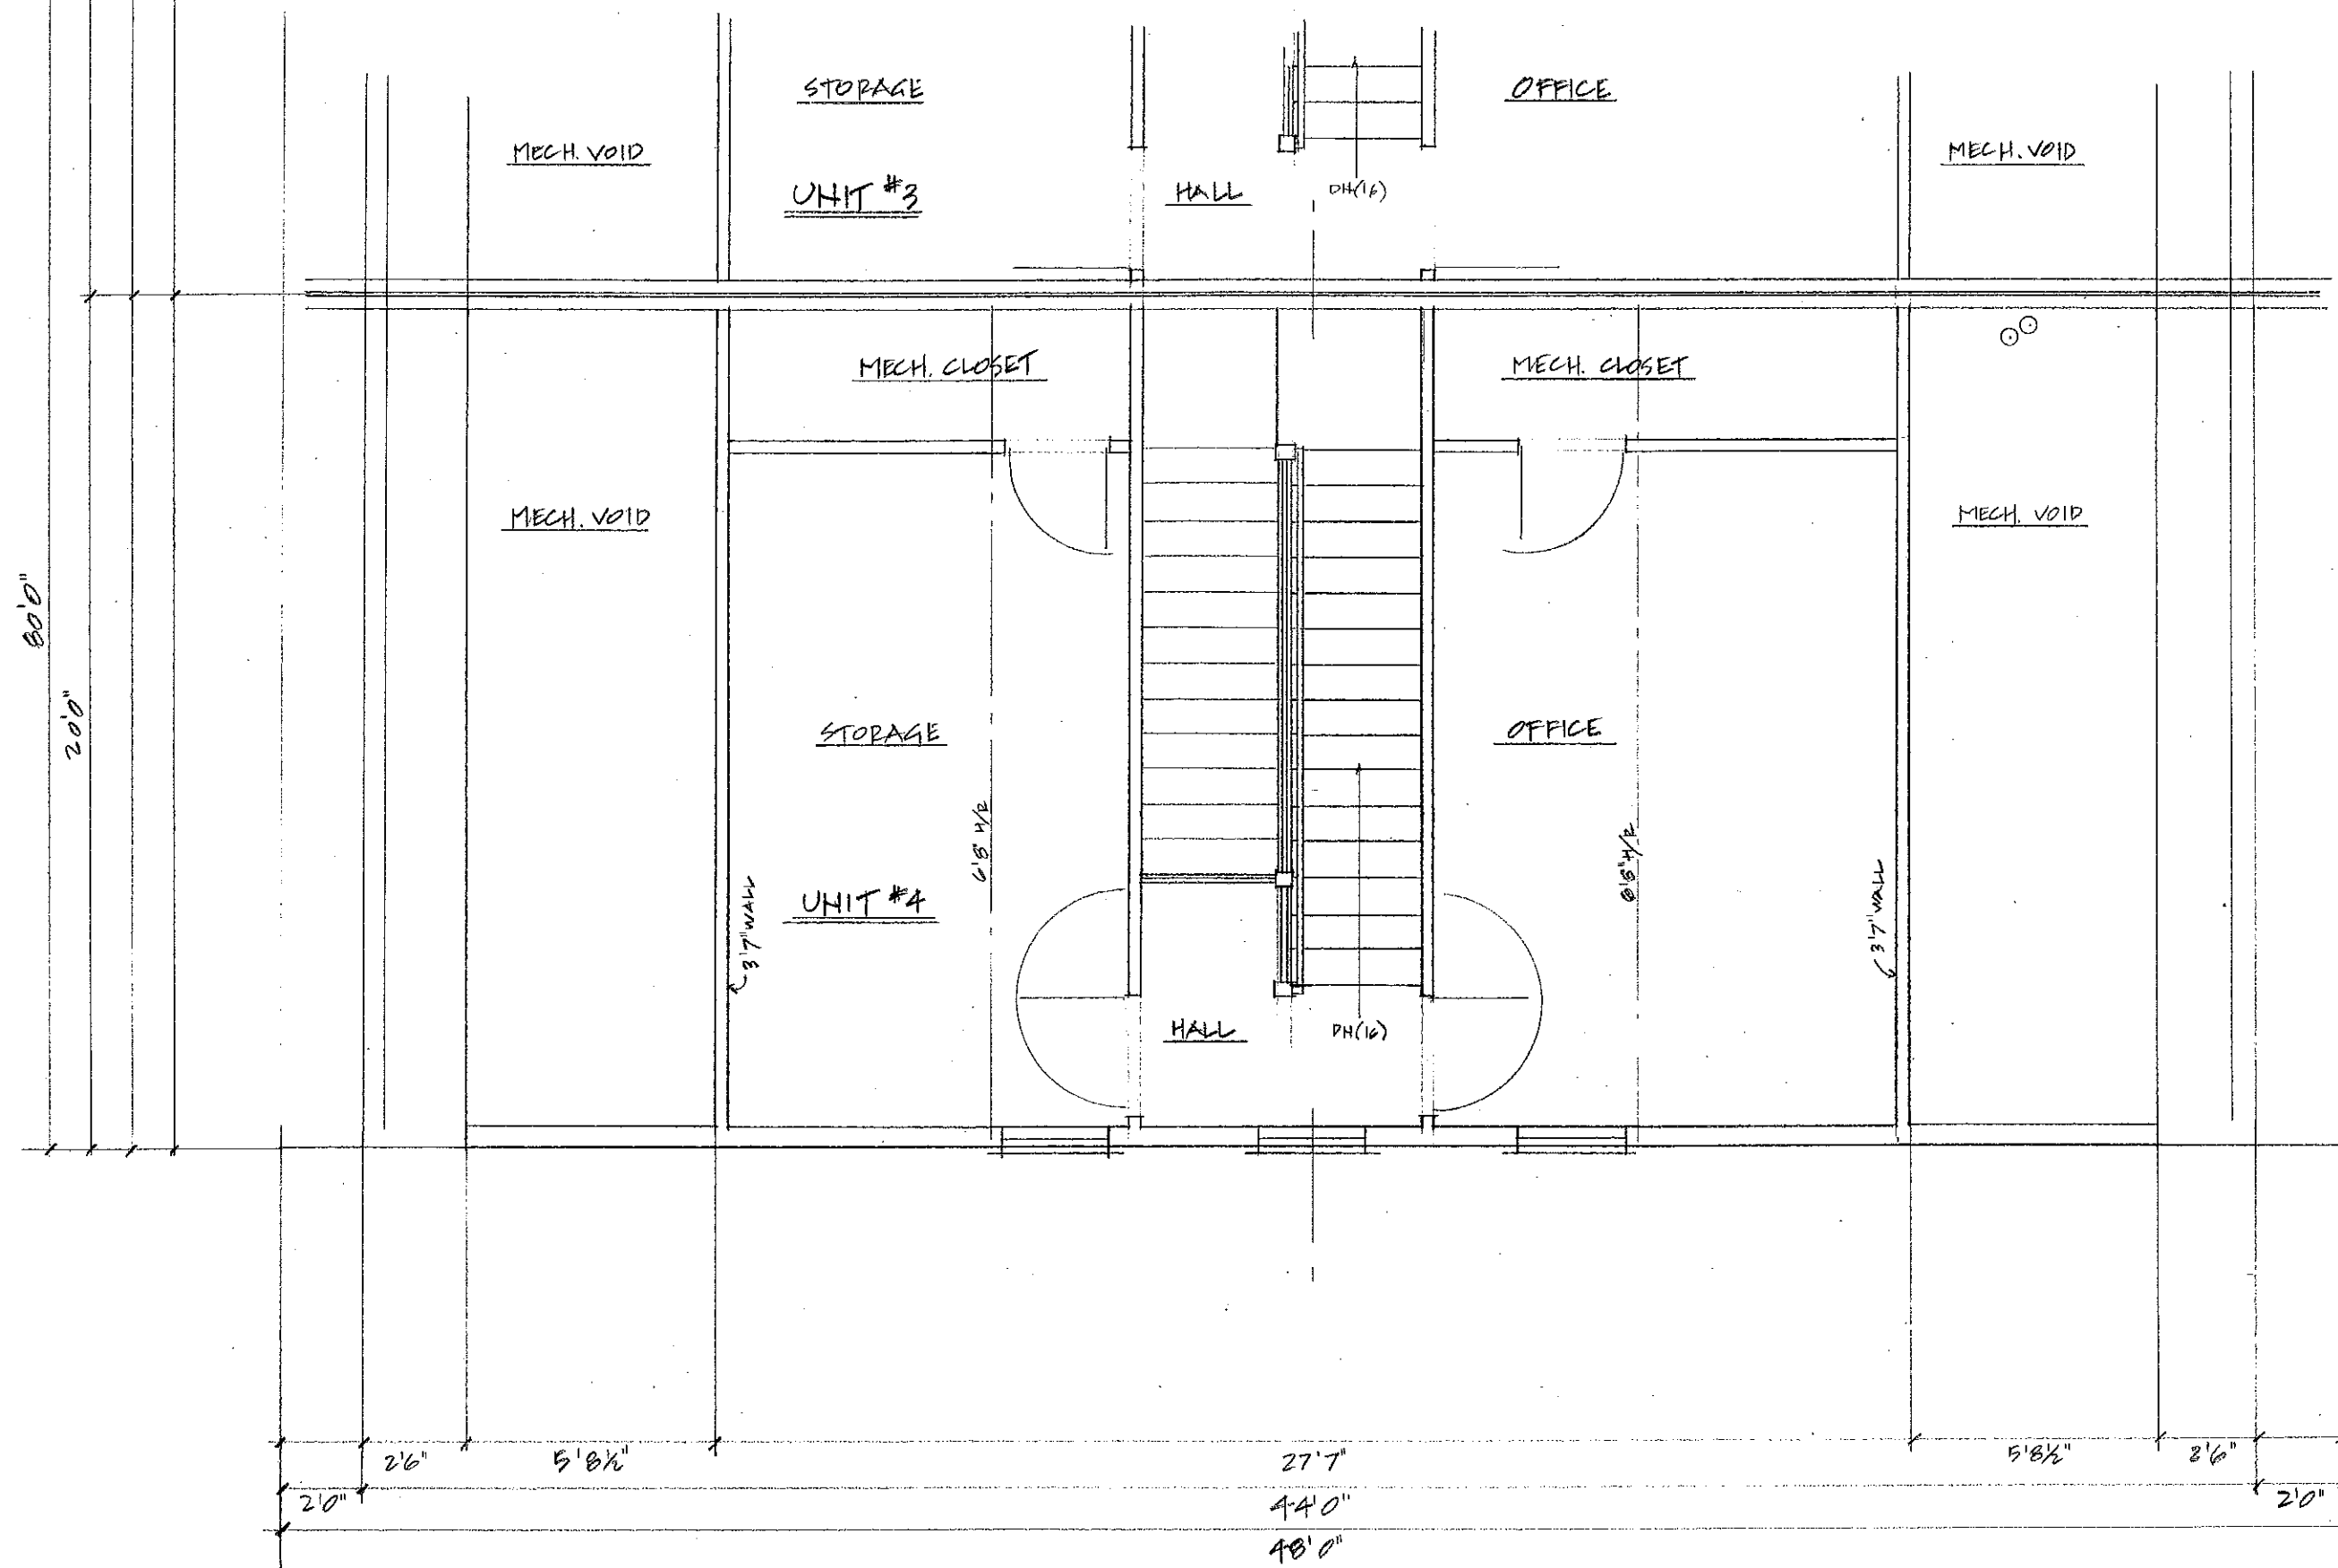 STORAGE
OFFICE
MECH. VOID
MECH. VOID
UNIT #3
HALL
DN(16)
MECH. CLOSET
MECH. CLOSET
MECH. VOID
MECH. VOID
80'0"
20'0"
STORAGE
OFFICE
6'8" H/R
6'8" H/R
3'7" WALL
UNIT #4
3'7" WALL
HALL
DN(16)
2'6"
5'8½"
27'7"
5'8½"
2'6"
2'0"
44'0"
2'0"
48'0"